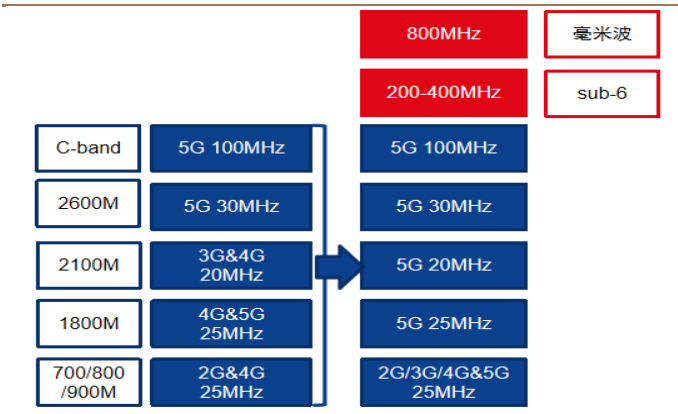 800MHz 毫米波
200-400MHz sub-6
C-band 5G 100MHz 5G 100MHz
2600M 5G 30MHz 5G 30MHz
2100M 3G&4G 20MHz 5G 20MHz
1800M 4G&5G 25MHz 5G 25MHz
700/800 /900M 2G&4G 25MHz 2G/3G/4G&5G 25MHz